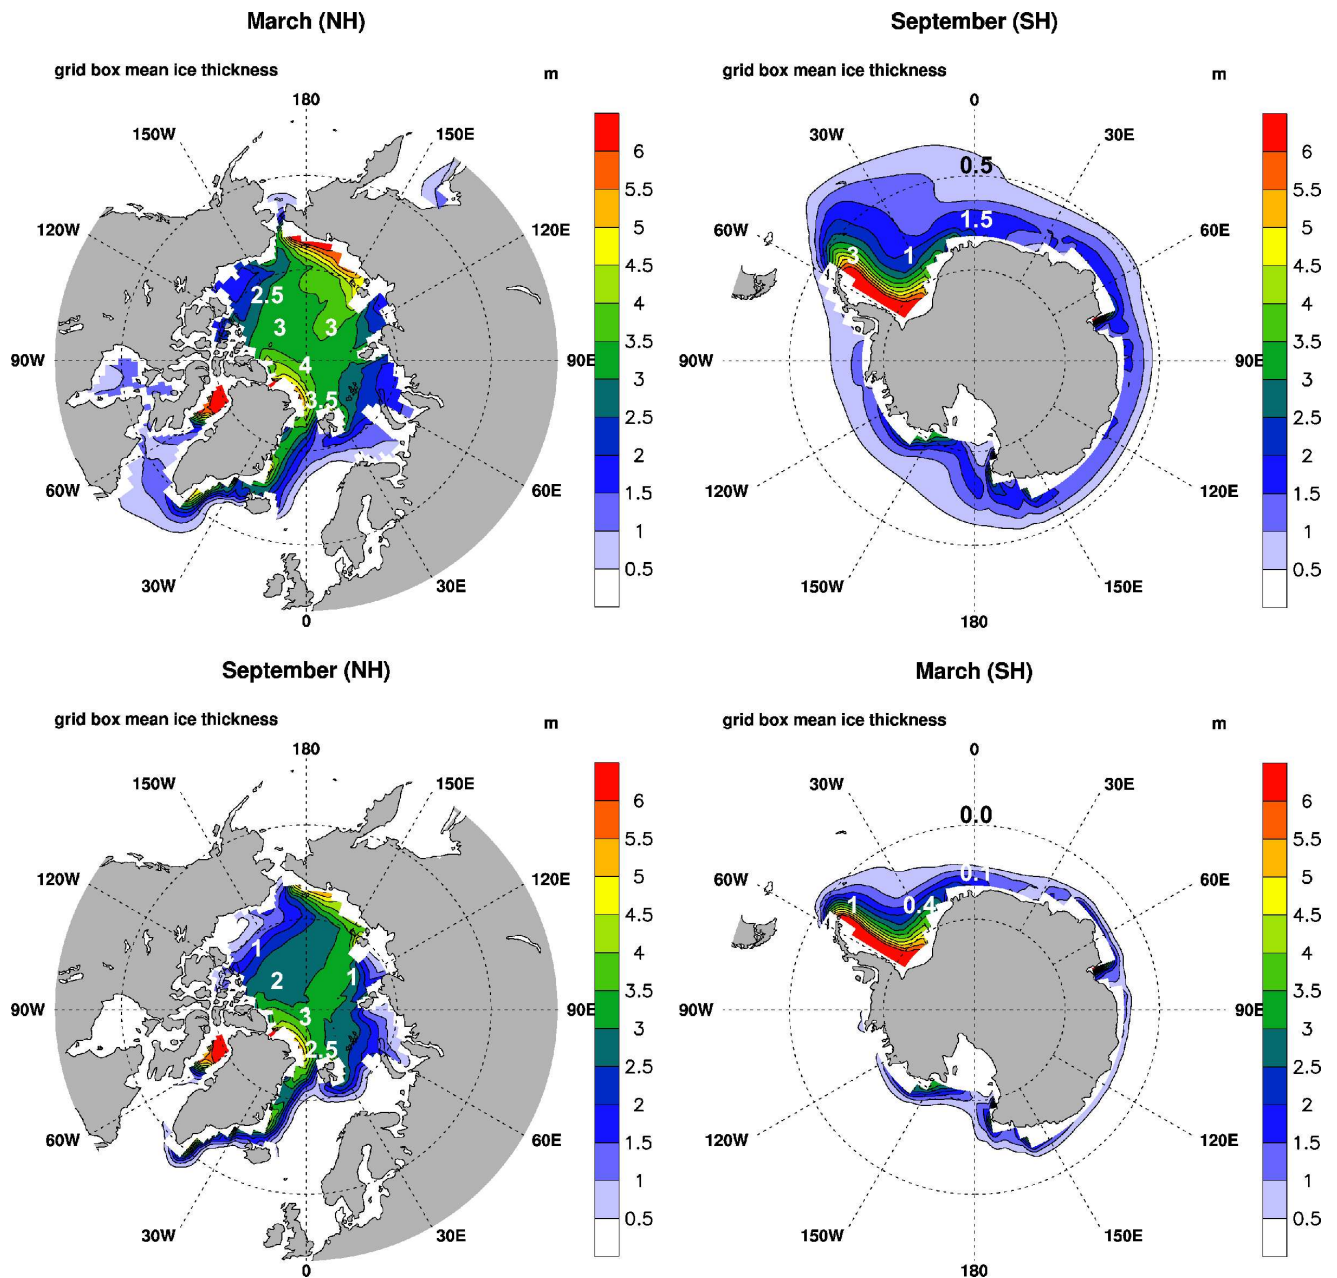 March (NH)
grid box mean ice thickness m
180
150W 150E
120W 120E
90W 90E
60W 60E
30W 30E
0
2.5
3 3
4
3.5
6
5.5
5
4.5
4
3.5
3
2.5
2
1.5
1
0.5
September (SH)
grid box mean ice thickness m
0
30W 30E
60W 60E
90W 90E
120W 120E
150W 150E
180
0.5
1.5
3 1
6
5.5
5
4.5
4
3.5
3
2.5
2
1.5
1
0.5
September (NH)
grid box mean ice thickness m
180
150W 150E
120W 120E
90W 90E
60W 60E
30W 30E
0
1
2 1
3
2.5
6
5.5
5
4.5
4
3.5
3
2.5
2
1.5
1
0.5
March (SH)
grid box mean ice thickness m
0
30W 30E
60W 60E
90W 90E
120W 120E
150W 150E
180
0.0
0.1
1 0.4
6
5.5
5
4.5
4
3.5
3
2.5
2
1.5
1
0.5